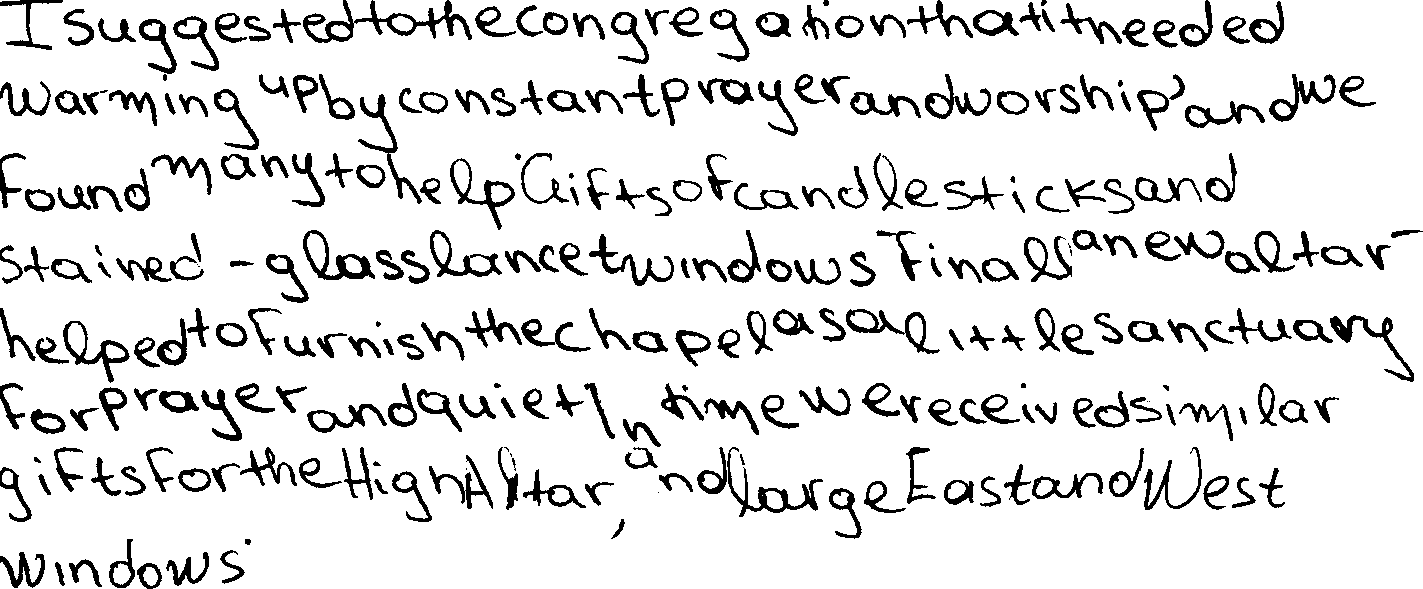 I suggested to the congregation that it needed
warming up by constant prayer and worship, and we
found many to help. Gifts of candlesticks and
stained-glass lancet windows Finals a new altar
helped to furnish the chapel as a little sanctuary
for prayer and quiet In time we received similar
gifts for the High Altar, and large East and West
windows.